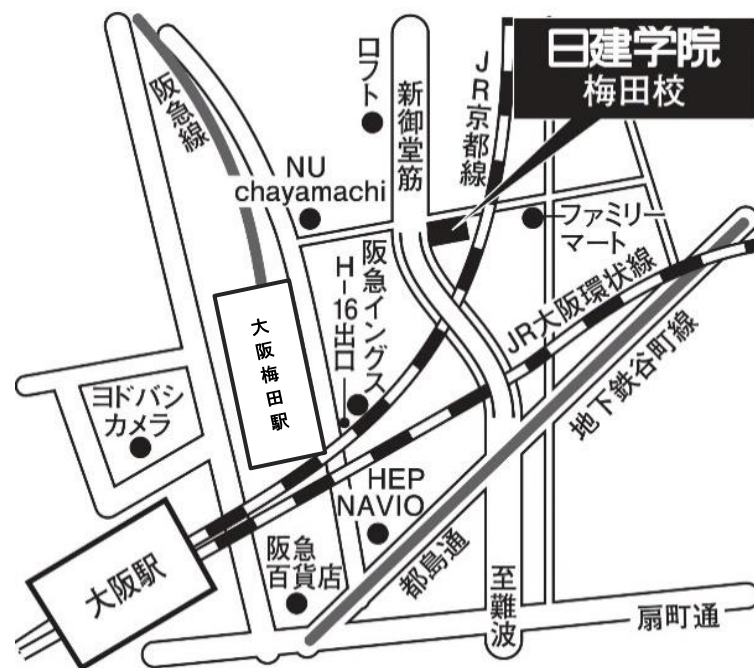 日建学院
梅田校
阪急線
ロフト
新御堂筋
JR京都線
NU
chayamachi
ファミリー
マート
阪急イングス
H-16出口
JR大阪環状線
大阪梅田駅
ヨドバシ
カメラ
地下鉄谷町線
HEP
NAVIO
大阪駅
阪急
百貨店
都島通
至難波
扇町通